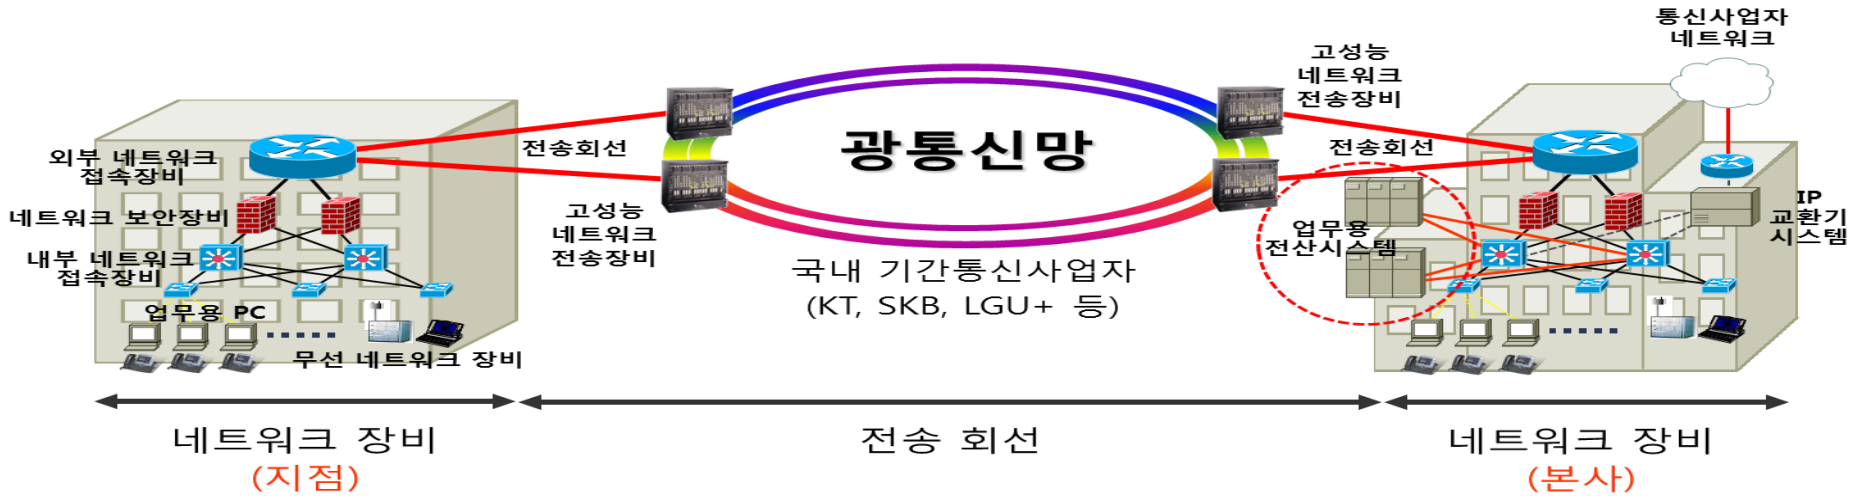 외부 네트워크
접속장비
네트워크 보안장비
내부 네트워크
접속장비
업무용 PC
무선 네트워크 장비
전송회선
고성능
네트워크
전송장비
광통신망
국내 기간통신사업자
(KT, SKB, LGU+ 등)
고성능
네트워크
전송장비
전송회선
업무용
전산시스템
통신사업자
네트워크
IP
교환기
시스템
네트워크 장비
(지점)
전송 회선
네트워크 장비
(본사)